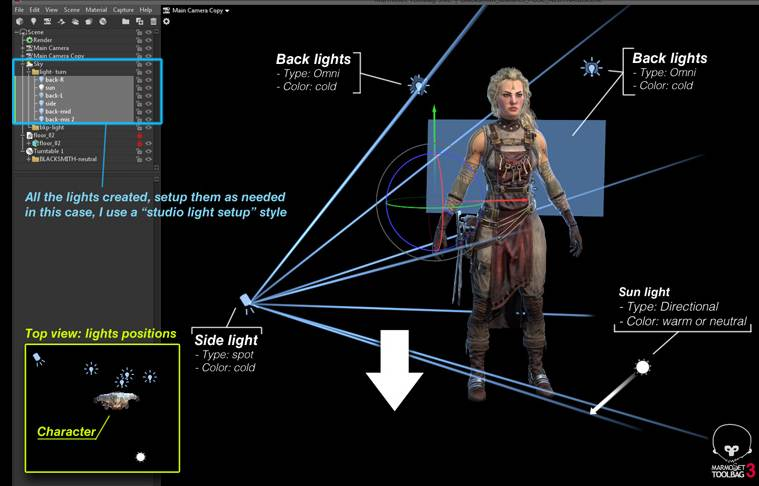 Main Camera Copy
File Edit View Scene Material Capture Help
Scene
Render
Main Camera
Main Camera Copy
Sky
light- turn
back-R
sun
back-L
side
back-mid
back-mid 2
bkp-light
floor_02
floor_02
Turntable 1
BLACKSMITH-neutral
All the lights created, setup them as needed
in this case, I use a “studio light setup” style
Back lights
- Type: Omni
- Color: cold
Back lights
- Type: Omni
- Color: cold
Sun light
- Type: Directional
- Color: warm or neutral
Side light
- Type: spot
- Color: cold
Top view: lights positions
Character
MARMOSET
TOOLBAG 3